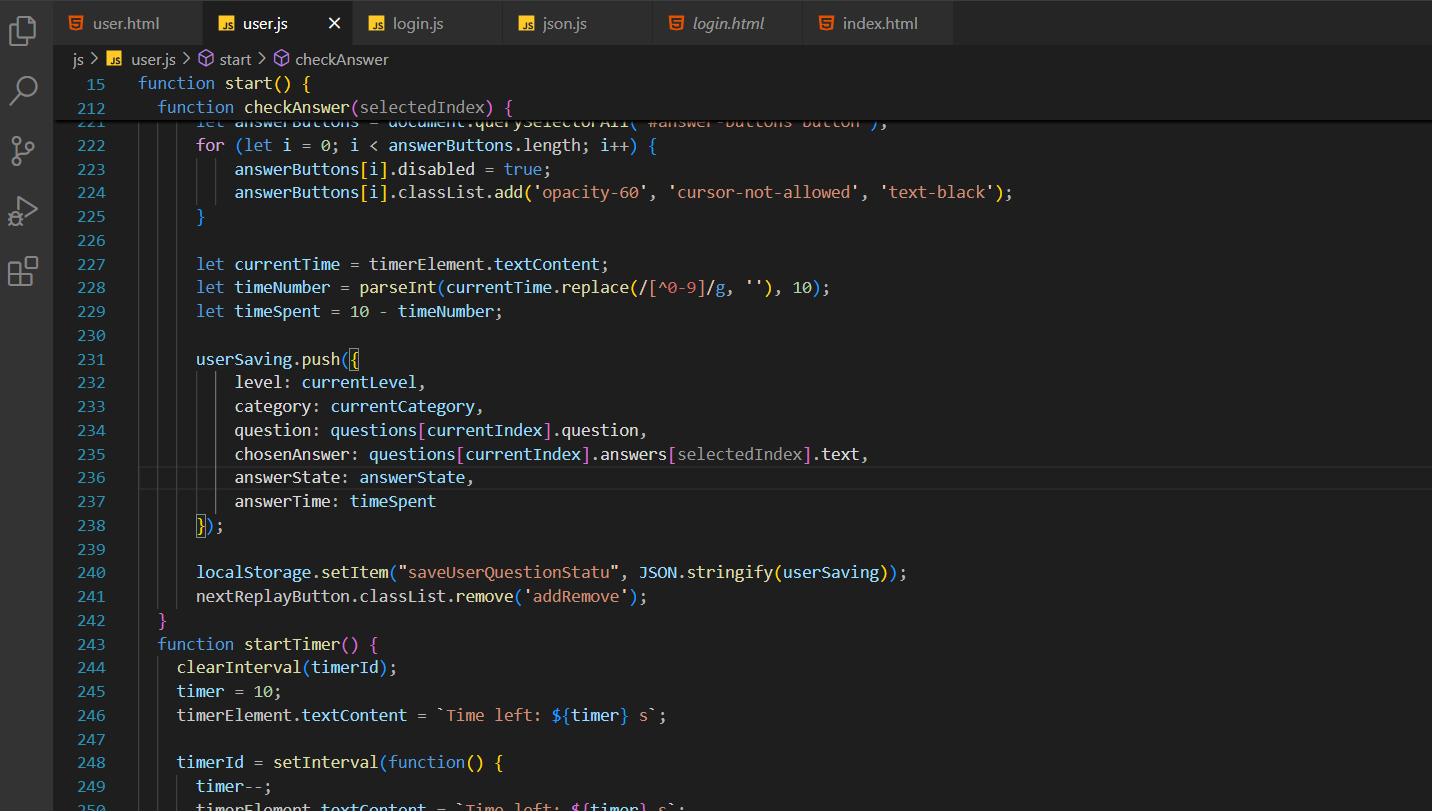 user.html
JS user.js ×
JS login.js
JS json.js
login.html
index.html
js > JS user.js > start > checkAnswer
15 function start() {
212 function checkAnswer(selectedIndex) {
221 let answerButtons = document.querySelectorAll('#answer-buttons button');
222 for (let i = 0; i < answerButtons.length; i++) {
223 answerButtons[i].disabled = true;
224 answerButtons[i].classList.add('opacity-60', 'cursor-not-allowed', 'text-black');
225 }
226
227 let currentTime = timerElement.textContent;
228 let timeNumber = parseInt(currentTime.replace(/[^0-9]/g, ''), 10);
229 let timeSpent = 10 - timeNumber;
230
231 userSaving.push({
232 level: currentLevel,
233 category: currentCategory,
234 question: questions[currentIndex].question,
235 chosenAnswer: questions[currentIndex].answers[selectedIndex].text,
236 answerState: answerState,
237 answerTime: timeSpent
238 });
239
240 localStorage.setItem("saveUserQuestionStatu", JSON.stringify(userSaving));
241 nextReplayButton.classList.remove('addRemove');
242 }
243 function startTimer() {
244 clearInterval(timerId);
245 timer = 10;
246 timerElement.textContent = `Time left: ${timer} s`;
247
248 timerId = setInterval(function() {
249 timer--;
250 timerElement.textContent = `Time left: ${timer} s`;